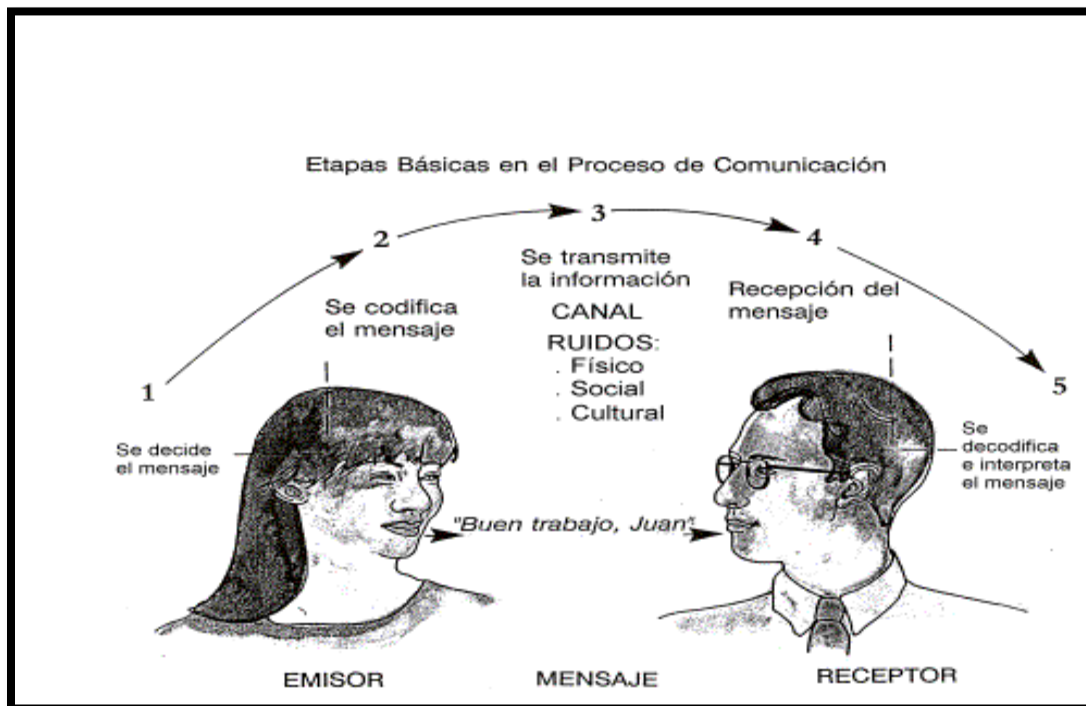 Etapas Básicas en el Proceso de Comunicación
1
Se decide
el mensaje
2
Se codifica
el mensaje
3
Se transmite
la información
CANAL
RUIDOS:
. Físico
. Social
. Cultural
4
Recepción del
mensaje
5
Se
decodifica
e interpreta
el mensaje
"Buen trabajo, Juan"
EMISOR
MENSAJE
RECEPTOR